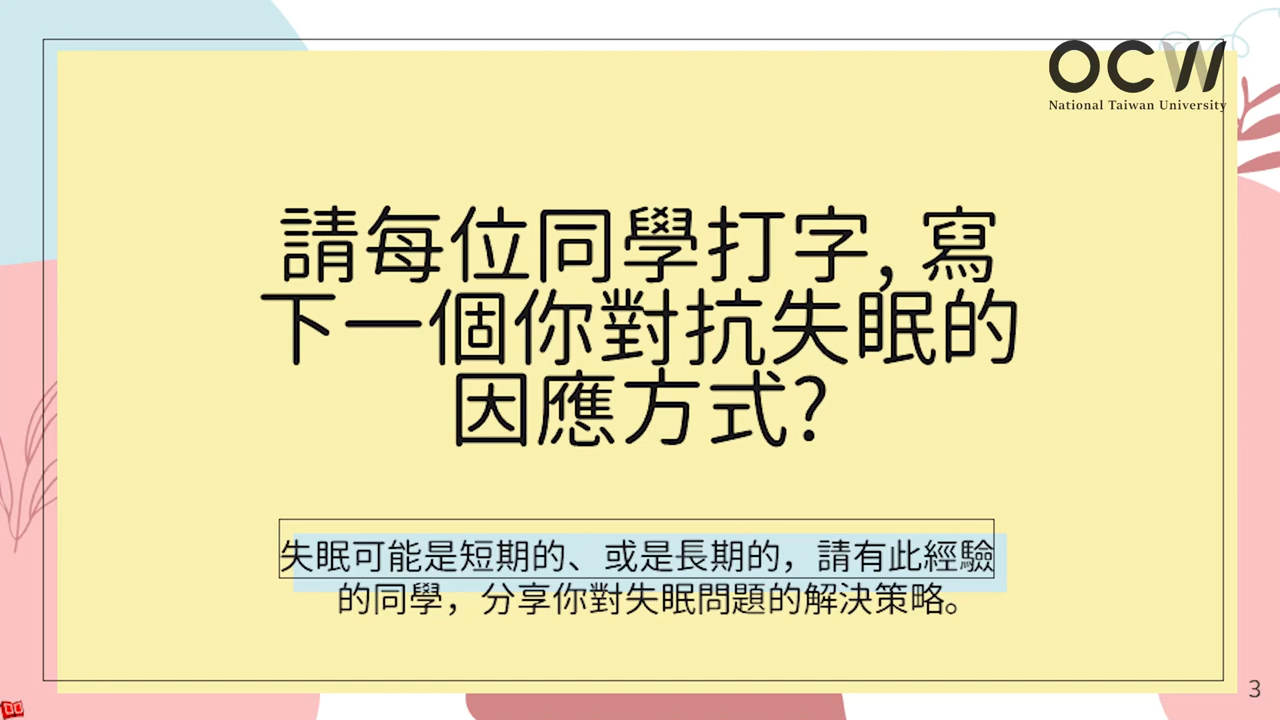 OCW
National Taiwan University
請每位同學打字, 寫
下一個你對抗失眠的
因應方式?
失眠可能是短期的、或是長期的，請有此經驗
的同學，分享你對失眠問題的解決策略。
3